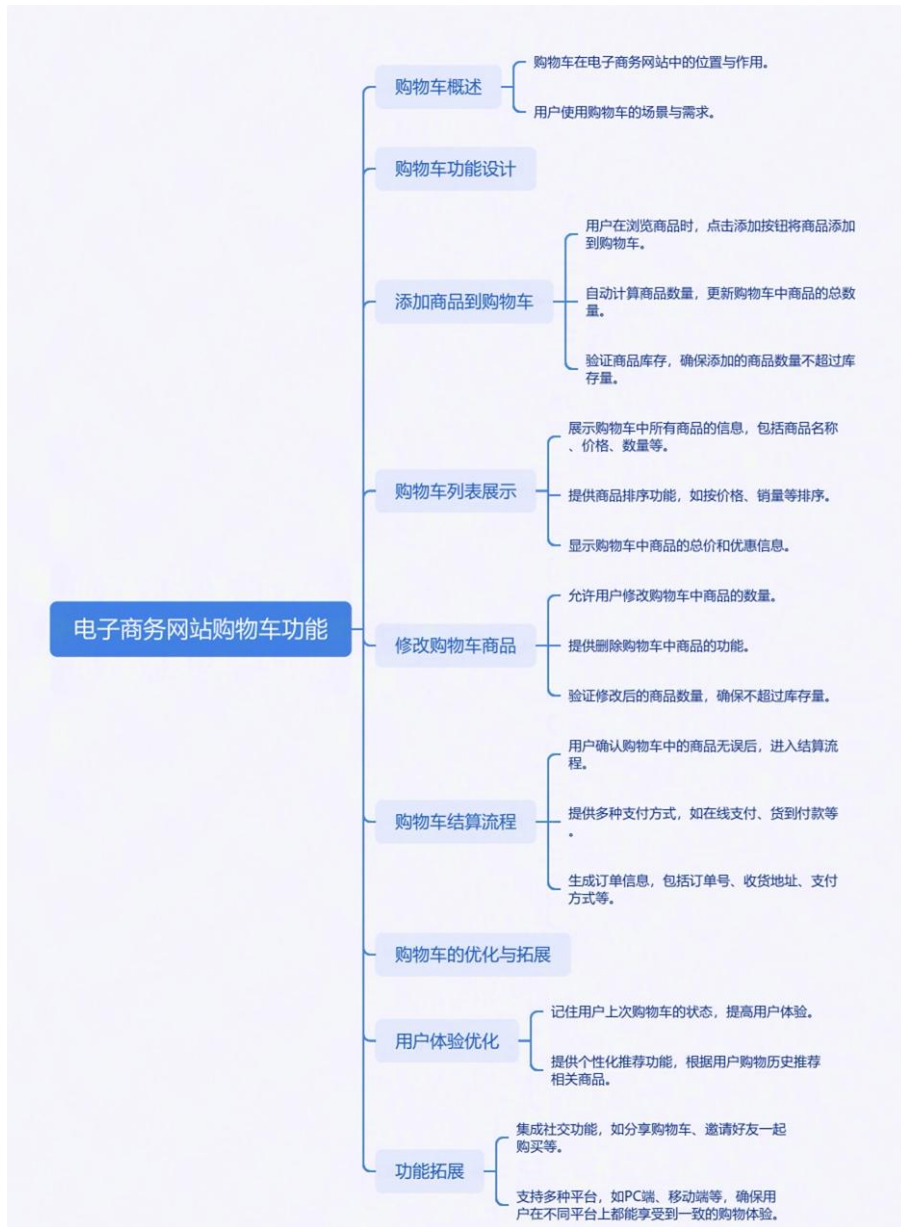 购物车在电子商务网站中的位置与作用。
购物车概述
用户使用购物车的场景与需求。
购物车功能设计
用户在浏览商品时，点击添加按钮将商品添加
到购物车。
添加商品到购物车
自动计算商品数量，更新购物车中商品的总数
量。
验证商品库存，确保添加的商品数量不超过库
存量。
展示购物车中所有商品的信息，包括商品名称
、价格、数量等。
购物车列表展示
提供商品排序功能，如按价格、销量等排序。
显示购物车中商品的总价和优惠信息。
电子商务网站购物车功能
允许用户修改购物车中商品的数量。
修改购物车商品
提供删除购物车中商品的功能。
验证修改后的商品数量，确保不超过库存量。
用户确认购物车中的商品无误后，进入结算流
程。
购物车结算流程
提供多种支付方式，如在线支付、货到付款等
。
生成订单信息，包括订单号、收货地址、支付
方式等。
购物车的优化与拓展
记住用户上次购物车的状态，提高用户体验。
用户体验优化
提供个性化推荐功能，根据用户购物历史推荐
相关商品。
集成社交功能，如分享购物车、邀请好友一起
购买等。
功能拓展
支持多种平台，如PC端、移动端等，确保用
户在不同平台上都能享受到一致的购物体验。